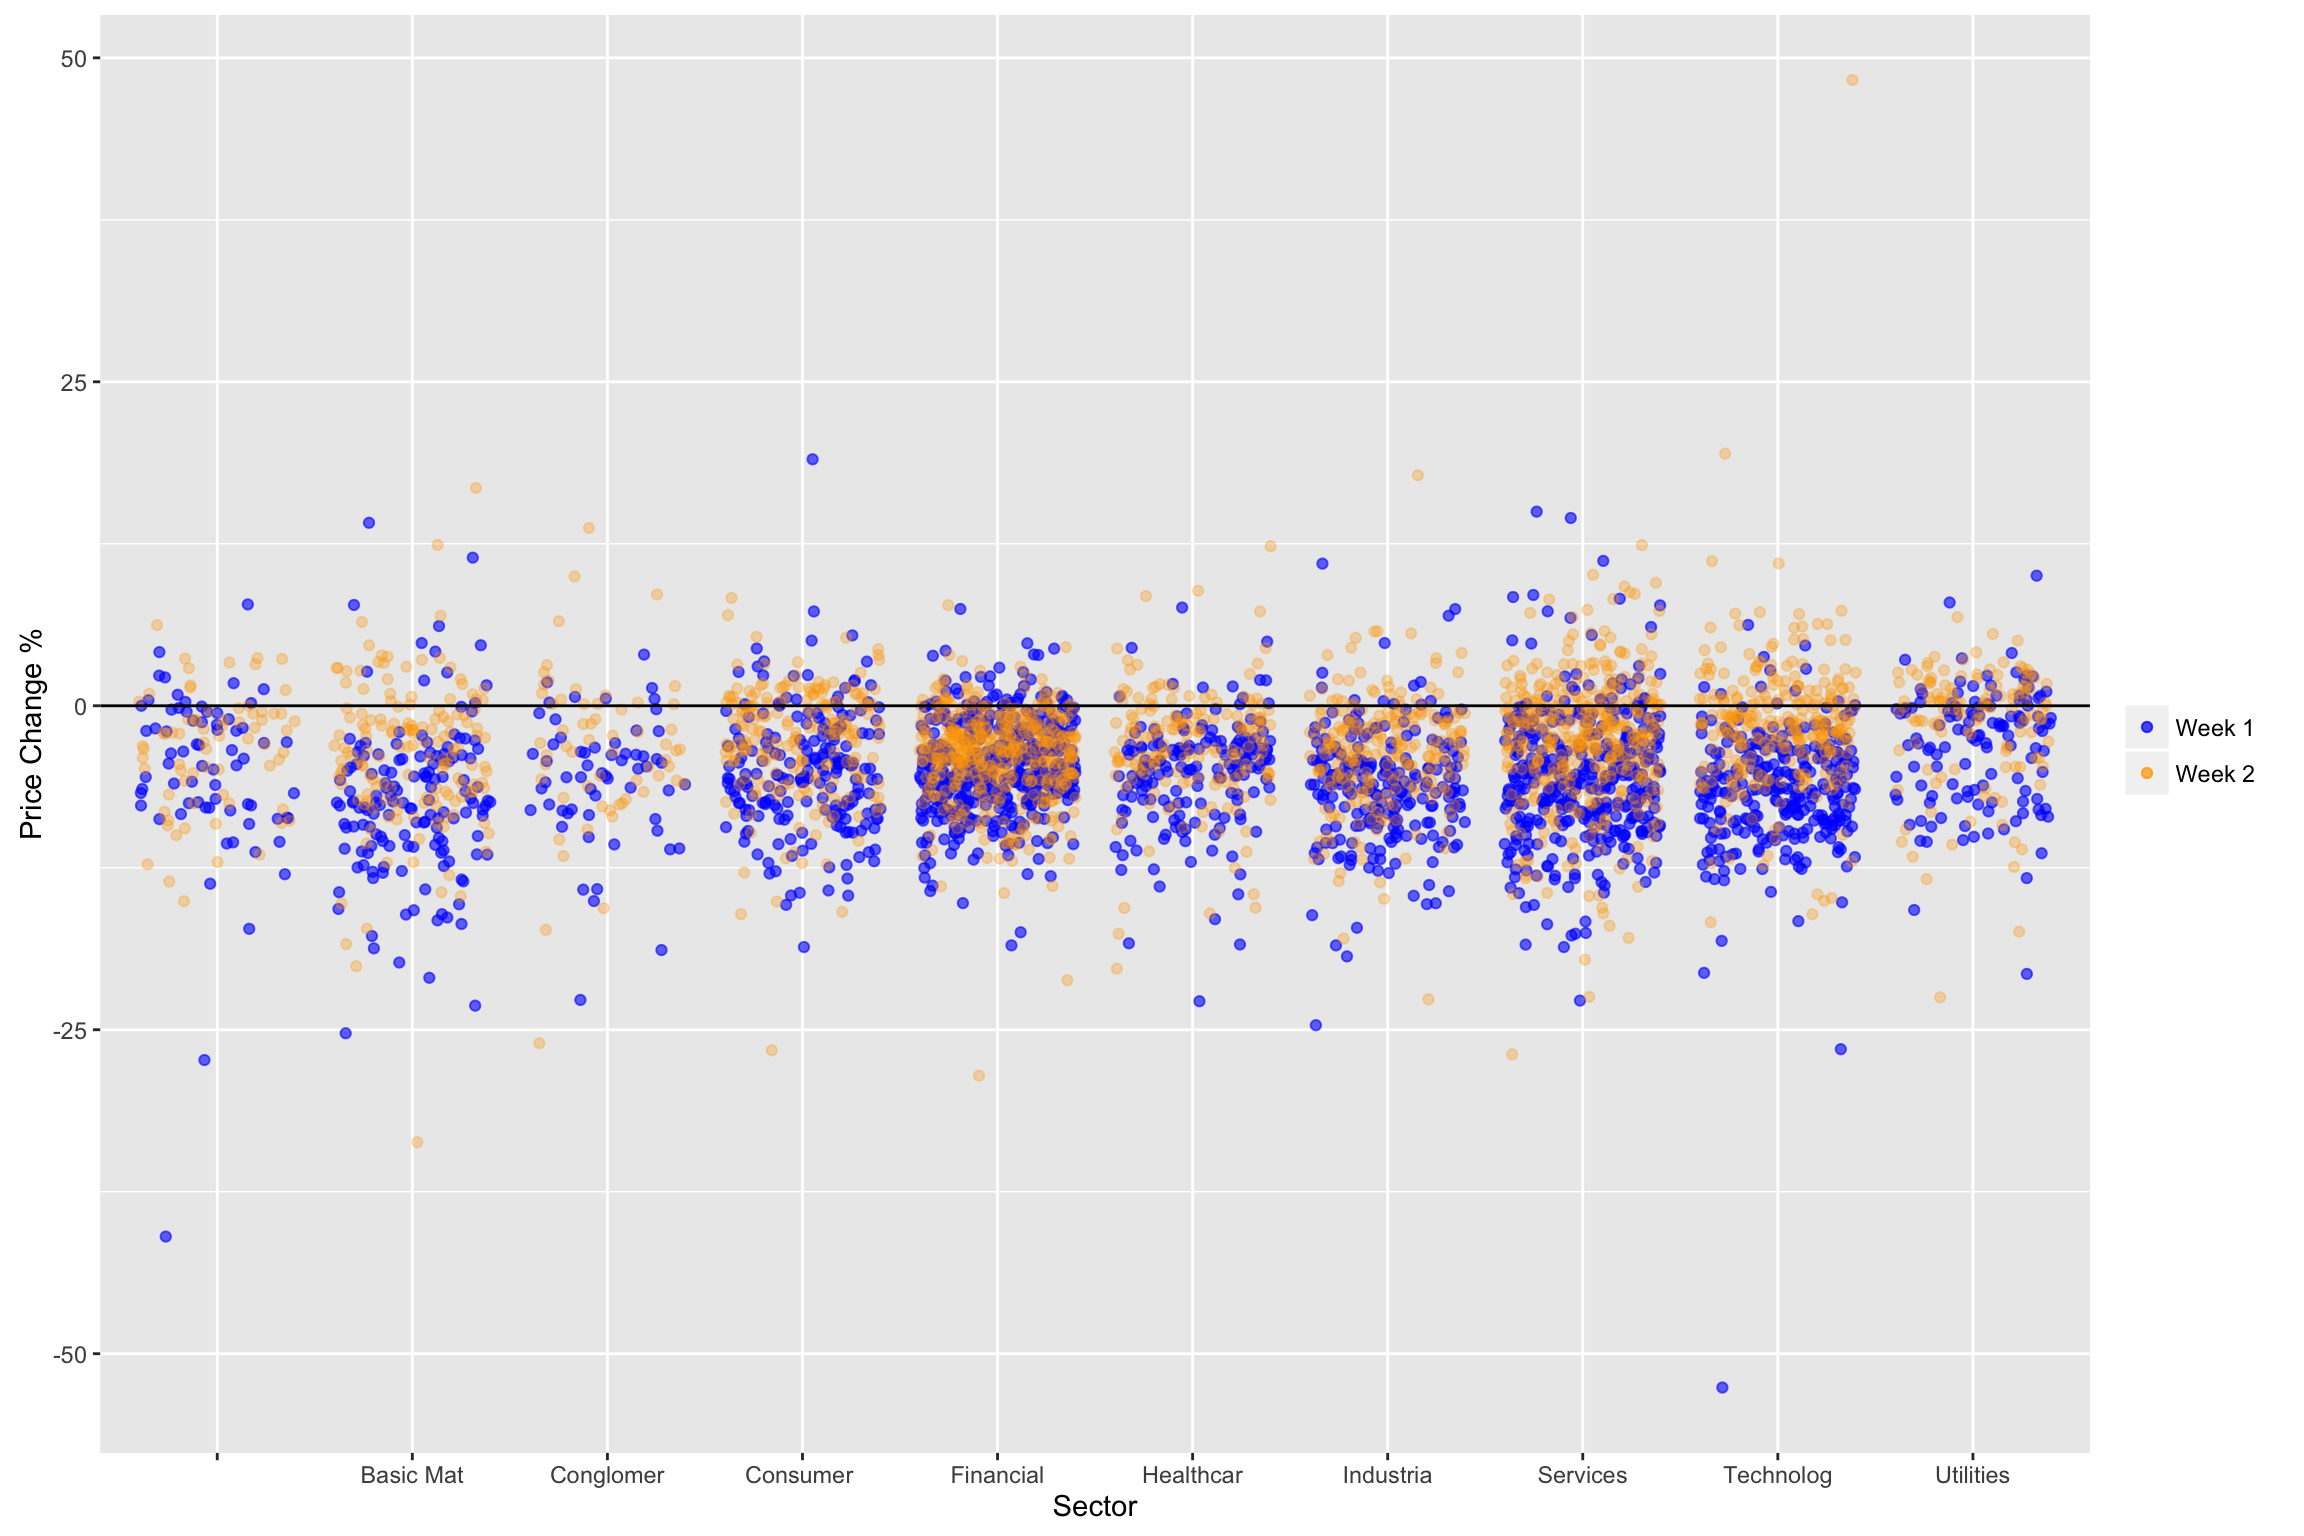 Price Change %
50
25
0
-25
-50
Basic Mat
Conglomer
Consumer
Financial
Healthcar
Industria
Services
Technolog
Utilities
Sector
Week 1
Week 2